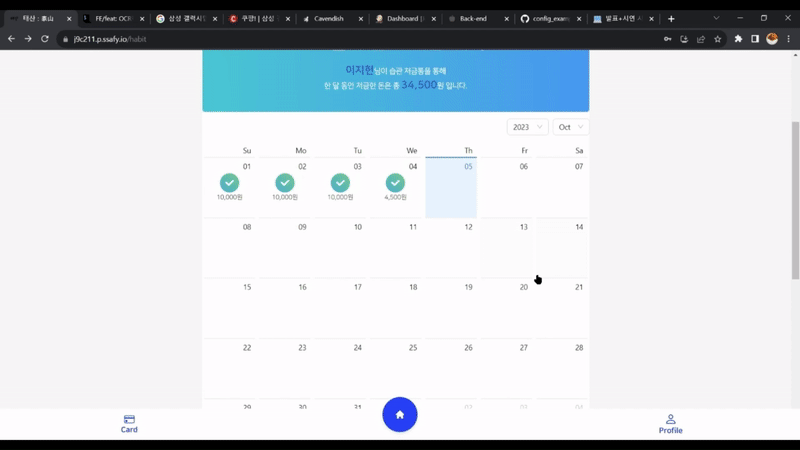 태산 : 泰山
FE/feat: OCR
삼성 갤럭시탭
쿠팡! | 삼성
Cavendish
Dashboard [
Back-end
config_exam
발표+시연 시
j9c211.p.ssafy.io/habit
이지현님이 습관 저금통을 통해
한 달 동안 저금한 돈은 총 34,500원 입니다.
2023 Oct
Su Mo Tu We Th Fr Sa
01 02 03 04 05 06 07
10,000원 10,000원 10,000원 4,500원
08 09 10 11 12 13 14
15 16 17 18 19 20 21
22 23 24 25 26 27 28
29 30 31 01 02 03 04
Card Profile